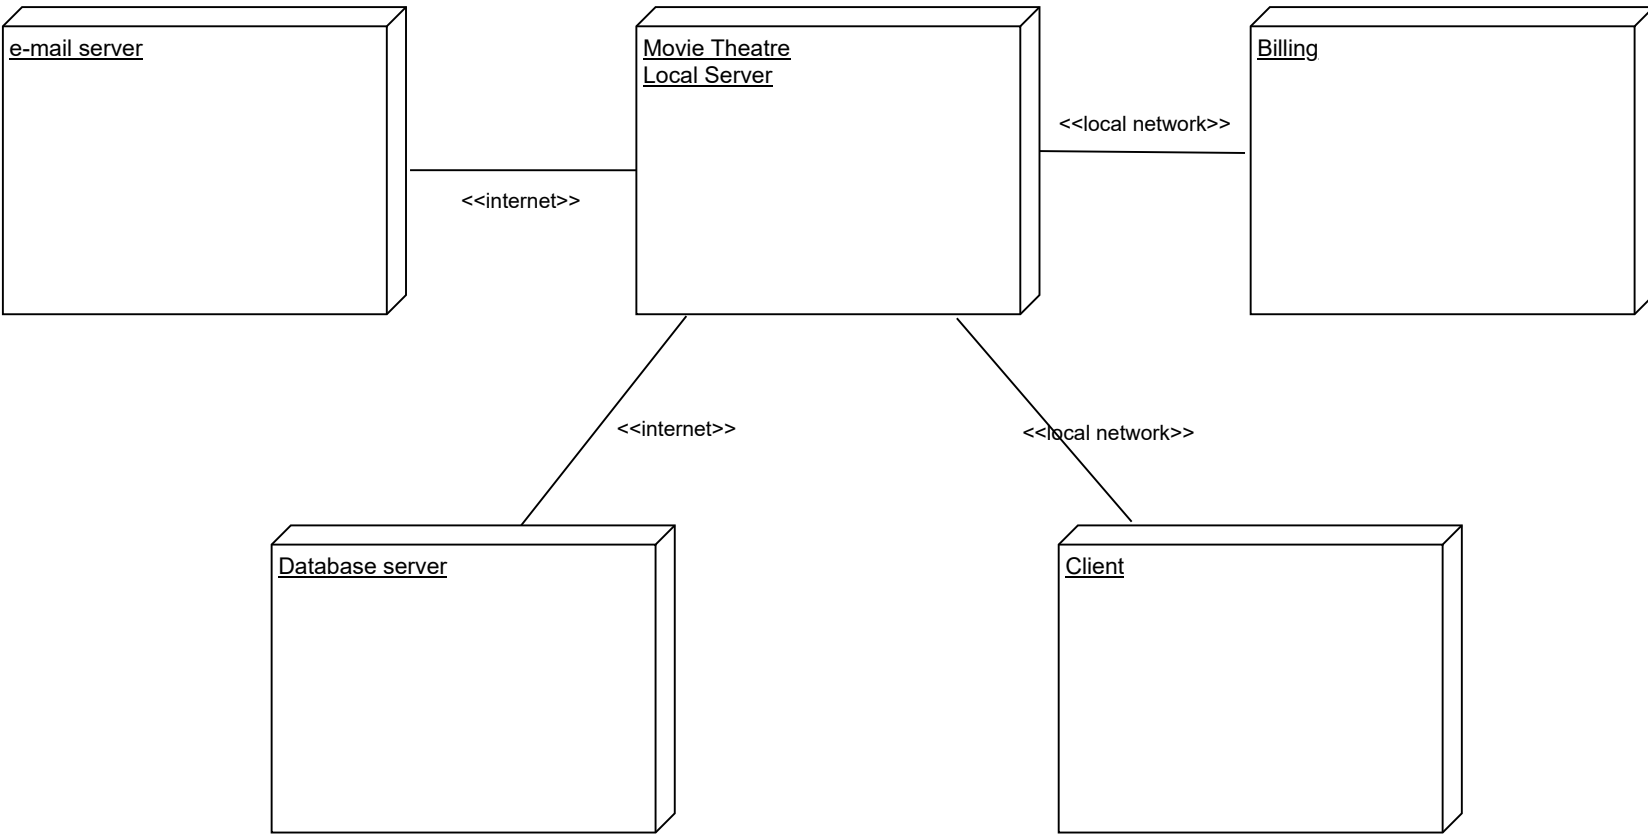 e-mail server
Movie Theatre
Local Server
Billing
<<local network>>
<<internet>>
<<internet>>
<<local network>>
Database server
Client